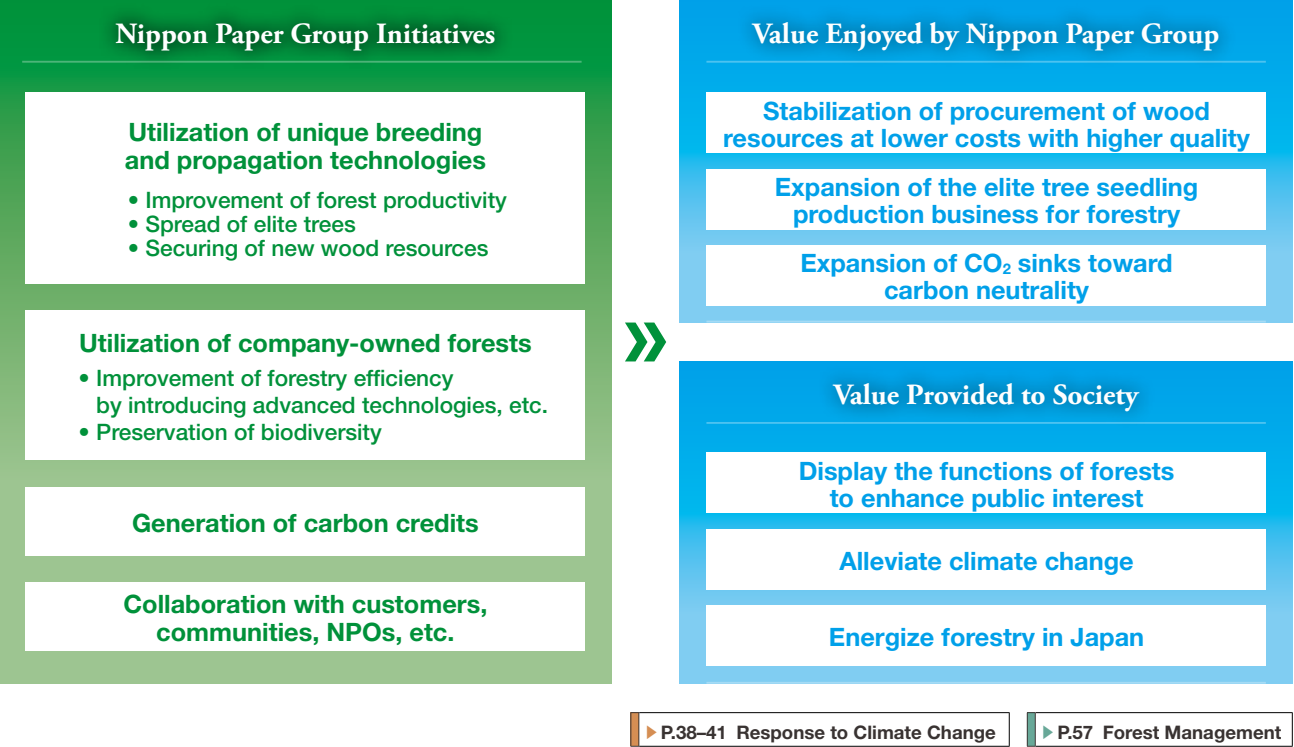 Nippon Paper Group Initiatives
Utilization of unique breeding
and propagation technologies
• Improvement of forest productivity
• Spread of elite trees
• Securing of new wood resources
Utilization of company-owned forests
• Improvement of forestry efficiency
by introducing advanced technologies, etc.
• Preservation of biodiversity
Generation of carbon credits
Collaboration with customers,
communities, NPOs, etc.
Value Enjoyed by Nippon Paper Group
Stabilization of procurement of wood
resources at lower costs with higher quality
Expansion of the elite tree seedling
production business for forestry
Expansion of CO₂ sinks toward
carbon neutrality
Value Provided to Society
Display the functions of forests
to enhance public interest
Alleviate climate change
Energize forestry in Japan
P.38–41 Response to Climate Change
P.57 Forest Management